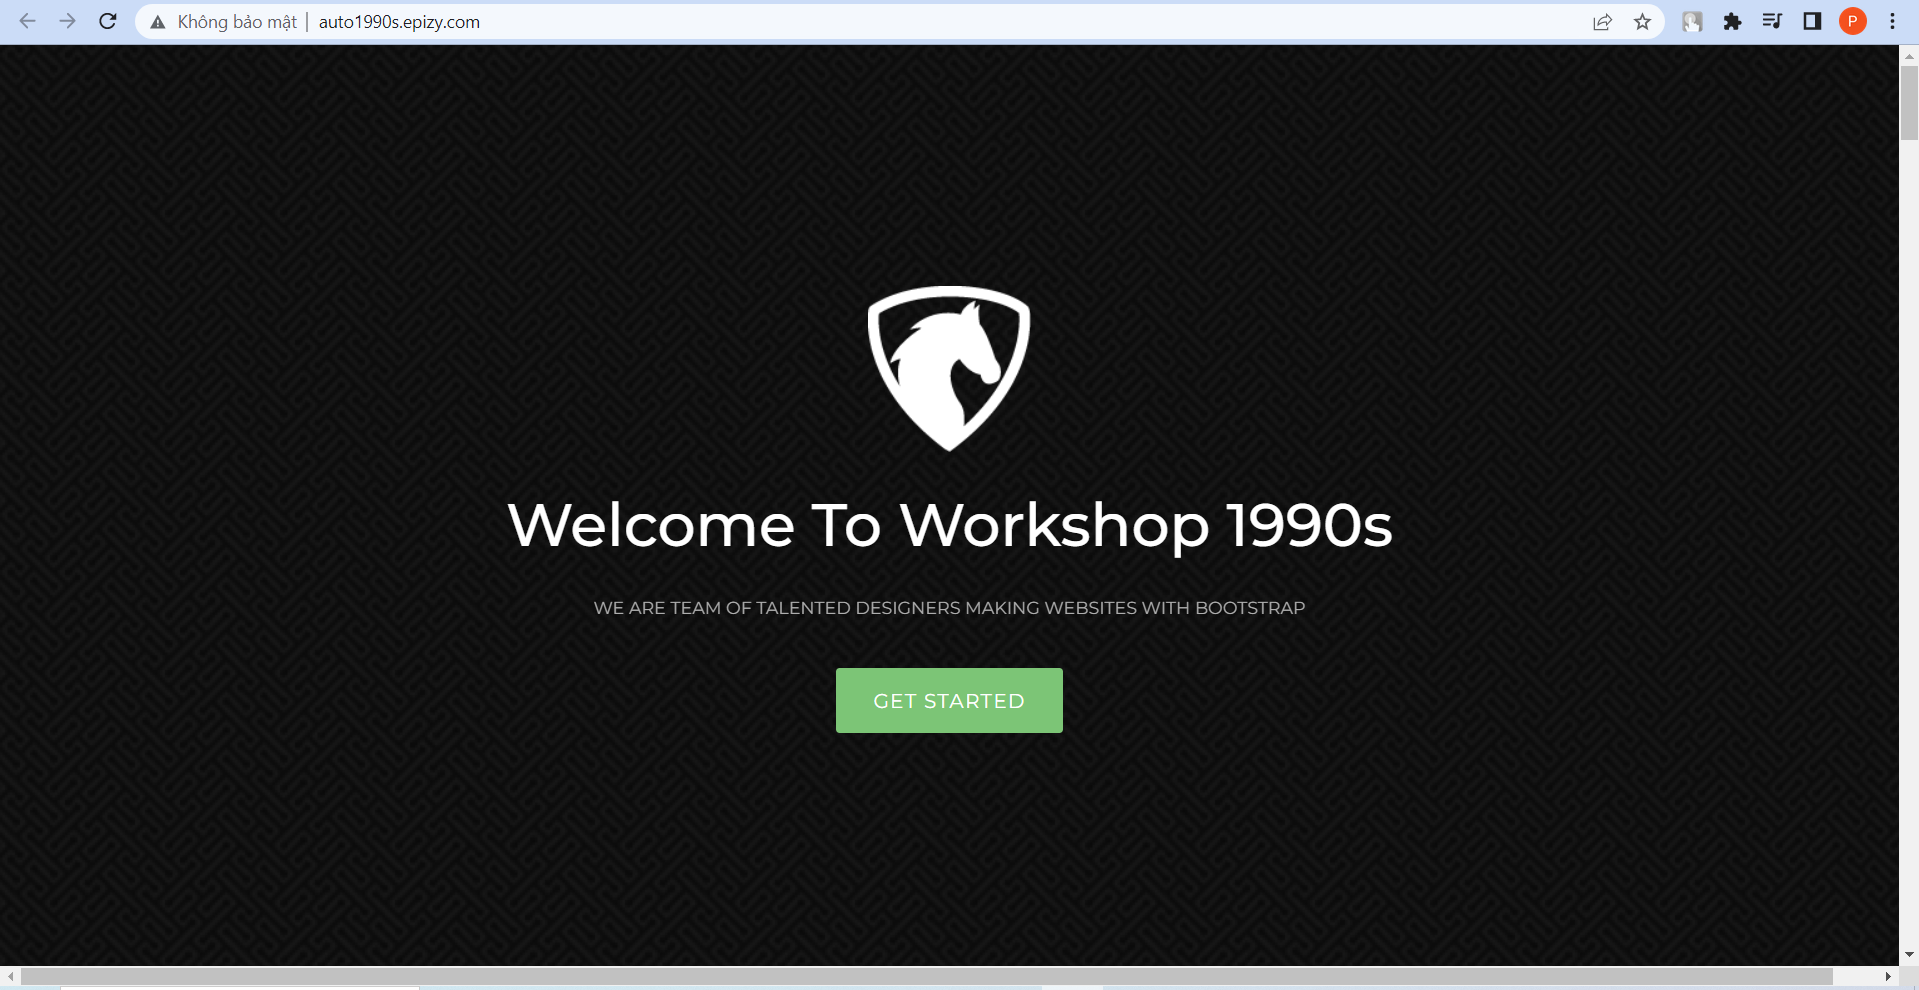 Không bảo mật | auto1990s.epizy.com
P
Welcome To Workshop 1990s
WE ARE TEAM OF TALENTED DESIGNERS MAKING WEBSITES WITH BOOTSTRAP
GET STARTED